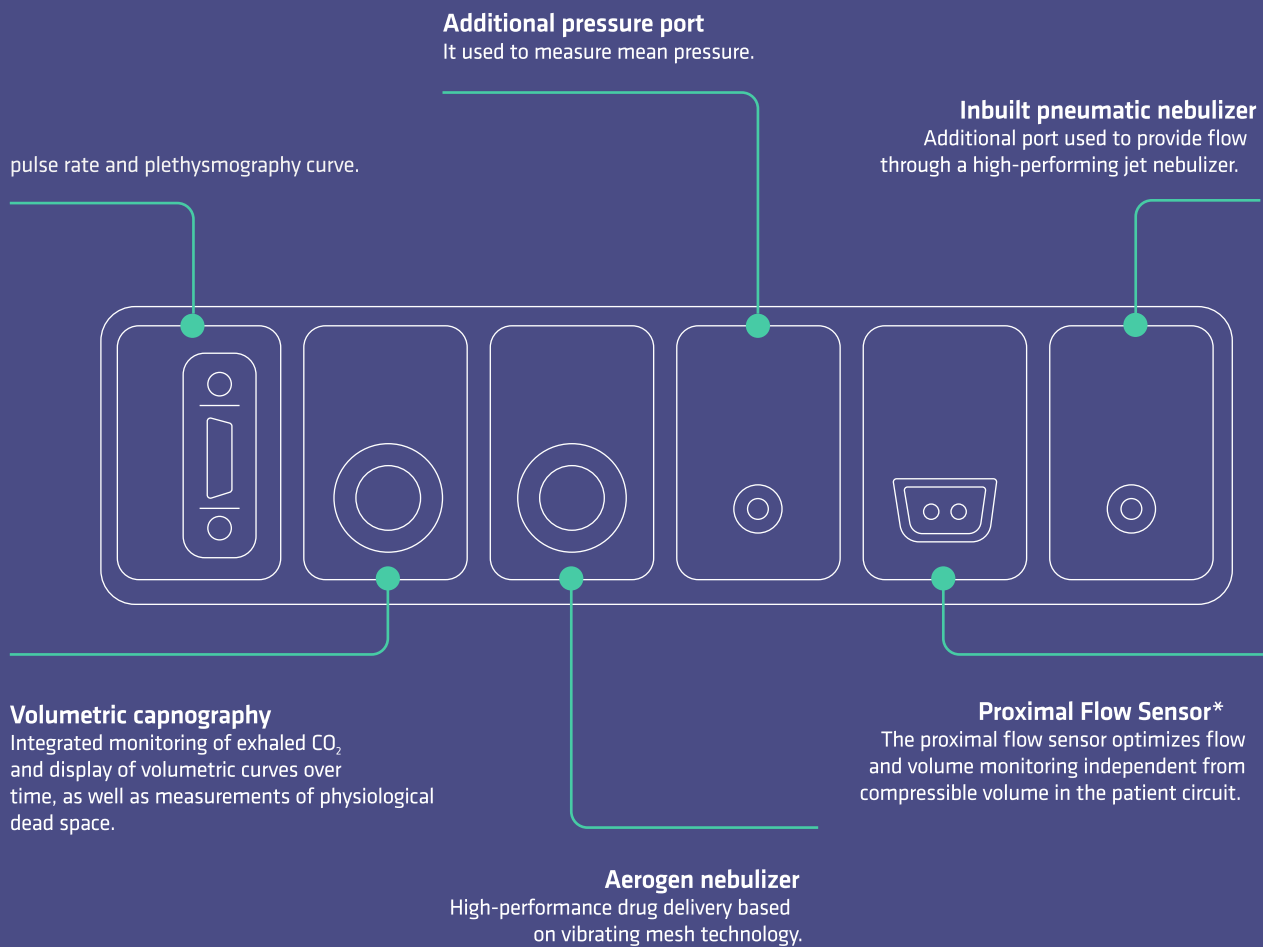 Additional pressure port
It used to measure mean pressure.
Inbuilt pneumatic nebulizer
Additional port used to provide flow
through a high-performing jet nebulizer.
pulse rate and plethysmography curve.
Volumetric capnography
Integrated monitoring of exhaled CO₂
and display of volumetric curves over
time, as well as measurements of physiological
dead space.
Proximal Flow Sensor*
The proximal flow sensor optimizes flow
and volume monitoring independent from
compressible volume in the patient circuit.
Aerogen nebulizer
High-performance drug delivery based
on vibrating mesh technology.